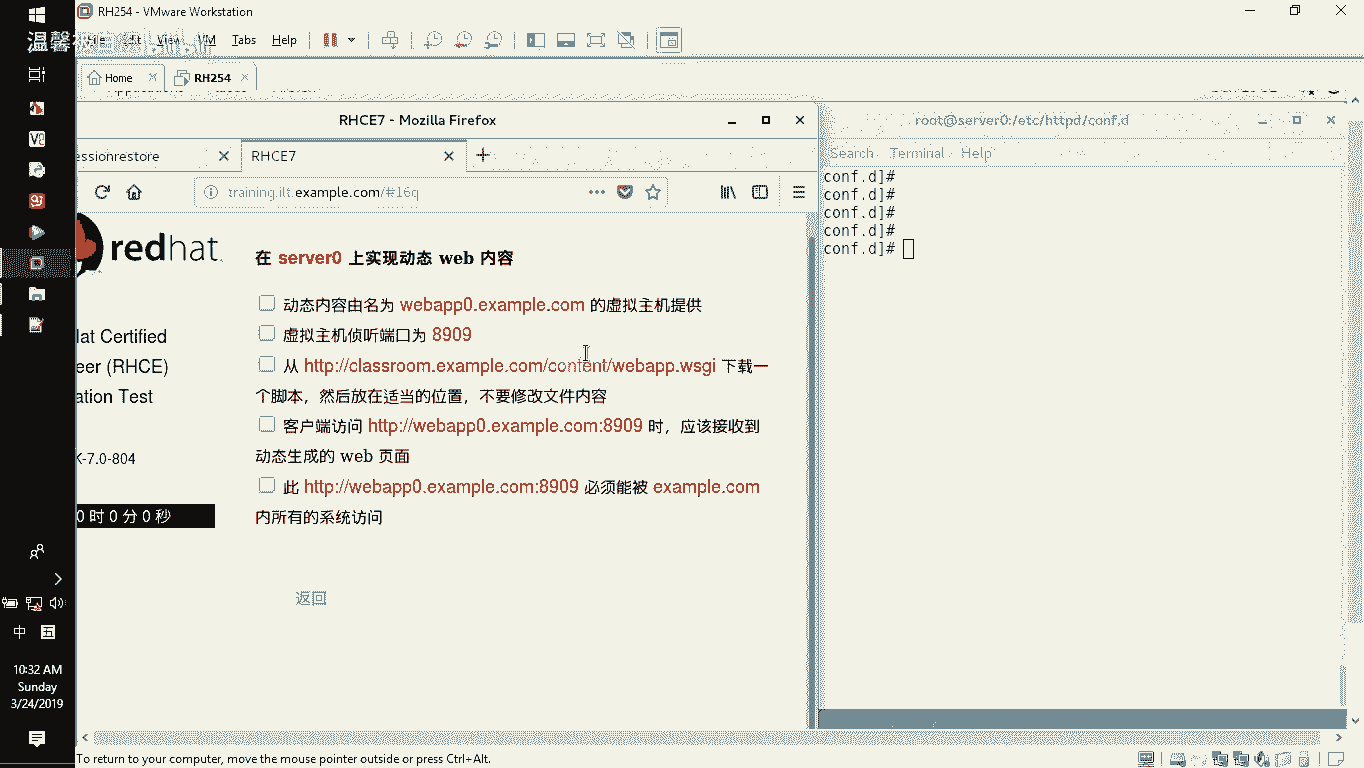 RH254 - VMware Workstation
温馨
View VM Tabs Help
Home
RH254
RHCE7 - Mozilla Firefox
root@server0:/etc/httpd/conf.d
essionrestore
RHCE7
Search Terminal Help
training.ilt.example.com/#16q
conf.d]#
conf.d]#
conf.d]#
conf.d]#
conf.d]#
redhat
在 server0 上实现动态 web 内容
动态内容由名为 webapp0.example.com 的虚拟主机提供
虚拟主机侦听端口为 8909
从 http://classroom.example.com/content/webapp.wsgi 下载一
个脚本，然后放在适当的位置，不要修改文件内容
客户端访问 http://webapp0.example.com:8909 时，应该接收到
动态生成的 web 页面
此 http://webapp0.example.com:8909 必须能被 example.com
内所有的系统访问
返回
Hat Certified
eer (RHCE)
ation Test
K-7.0-804
0 时 0 分 0 秒
中 五
10:32 AM
Sunday
3/24/2019
To return to your computer, move the mouse pointer outside or press Ctrl+Alt.